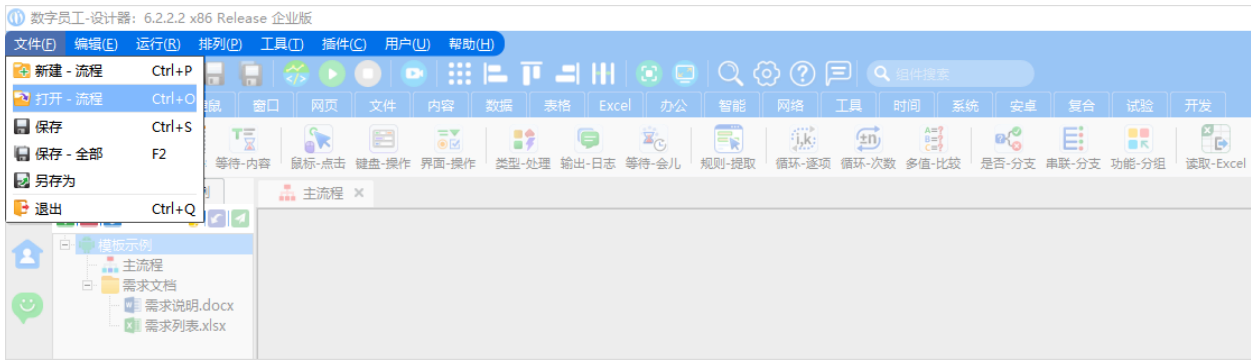 数字员工-设计器：6.2.2.2 x86 Release 企业版
文件(F) 编辑(E) 运行(R) 排列(P) 工具(T) 插件(C) 用户(U) 帮助(H)
新建 - 流程 Ctrl+P
组件搜索
打开 - 流程 Ctrl+O
窗口 网页 文件 内容 数据 表格 Excel 办公 智能 网络 工具 时间 系统 安卓 复合 试验 开发
保存 Ctrl+S
保存 - 全部 F2
等待-内容 鼠标-点击 键盘-操作 界面-操作 类型-处理 输出-日志 等待-会儿 规则-提取 循环-逐项 循环-次数 多值-比较 是否-分支 串联-分支 功能-分组 读取-Excel
另存为
主流程
退出 Ctrl+Q
模板示例
主流程
需求文档
需求说明.docx
需求列表.xlsx